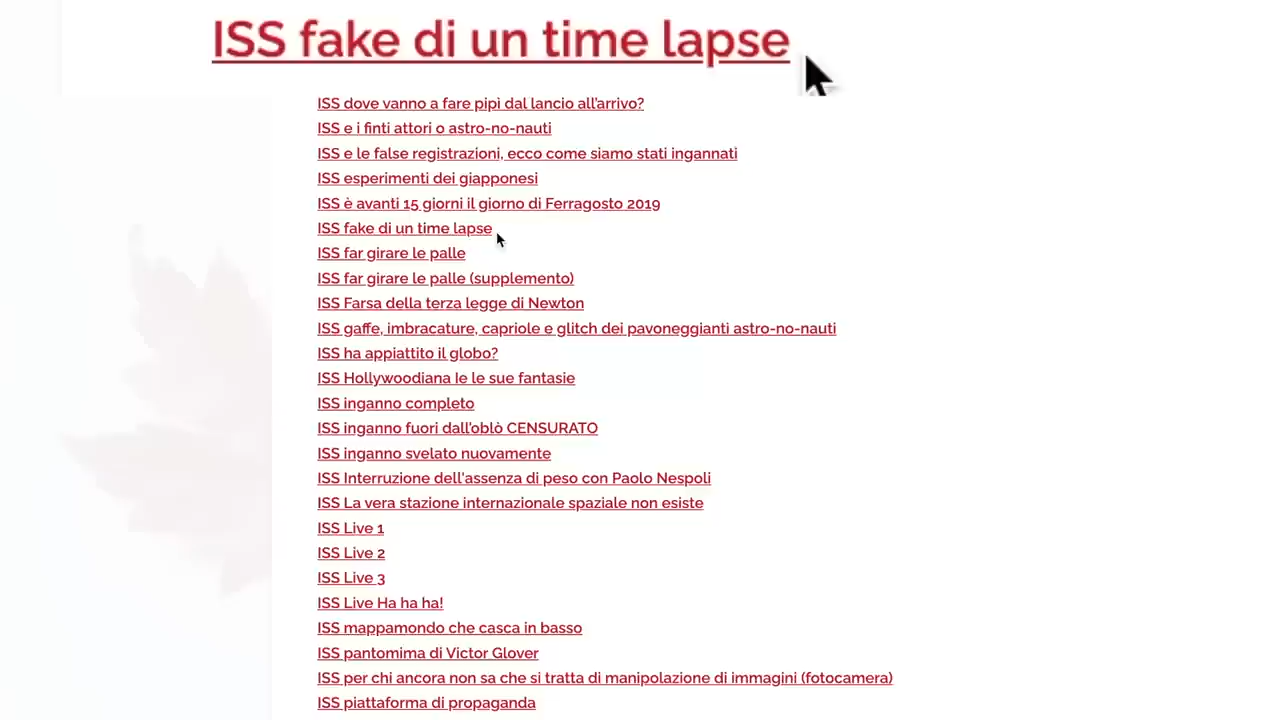 ISS fake di un time lapse
ISS dove vanno a fare pipì dal lancio all'arrivo?
ISS e i finti attori o astro-no-nauti
ISS e le false registrazioni, ecco come siamo stati ingannati
ISS esperimenti dei giapponesi
ISS è avanti 15 giorni il giorno di Ferragosto 2019
ISS fake di un time lapse
ISS far girare le palle
ISS far girare le palle (supplemento)
ISS Farsa della terza legge di Newton
ISS gaffe, imbracature, capriole e glitch dei pavoneggianti astro-no-nauti
ISS ha appiattito il globo?
ISS Hollywoodiana Ie le sue fantasie
ISS inganno completo
ISS inganno fuori dall'oblò CENSURATO
ISS inganno svelato nuovamente
ISS Interruzione dell'assenza di peso con Paolo Nespoli
ISS La vera stazione internazionale spaziale non esiste
ISS Live 1
ISS Live 2
ISS Live 3
ISS Live Ha ha ha!
ISS mappamondo che casca in basso
ISS pantomima di Victor Glover
ISS per chi ancora non sa che si tratta di manipolazione di immagini (fotocamera)
ISS piattaforma di propaganda